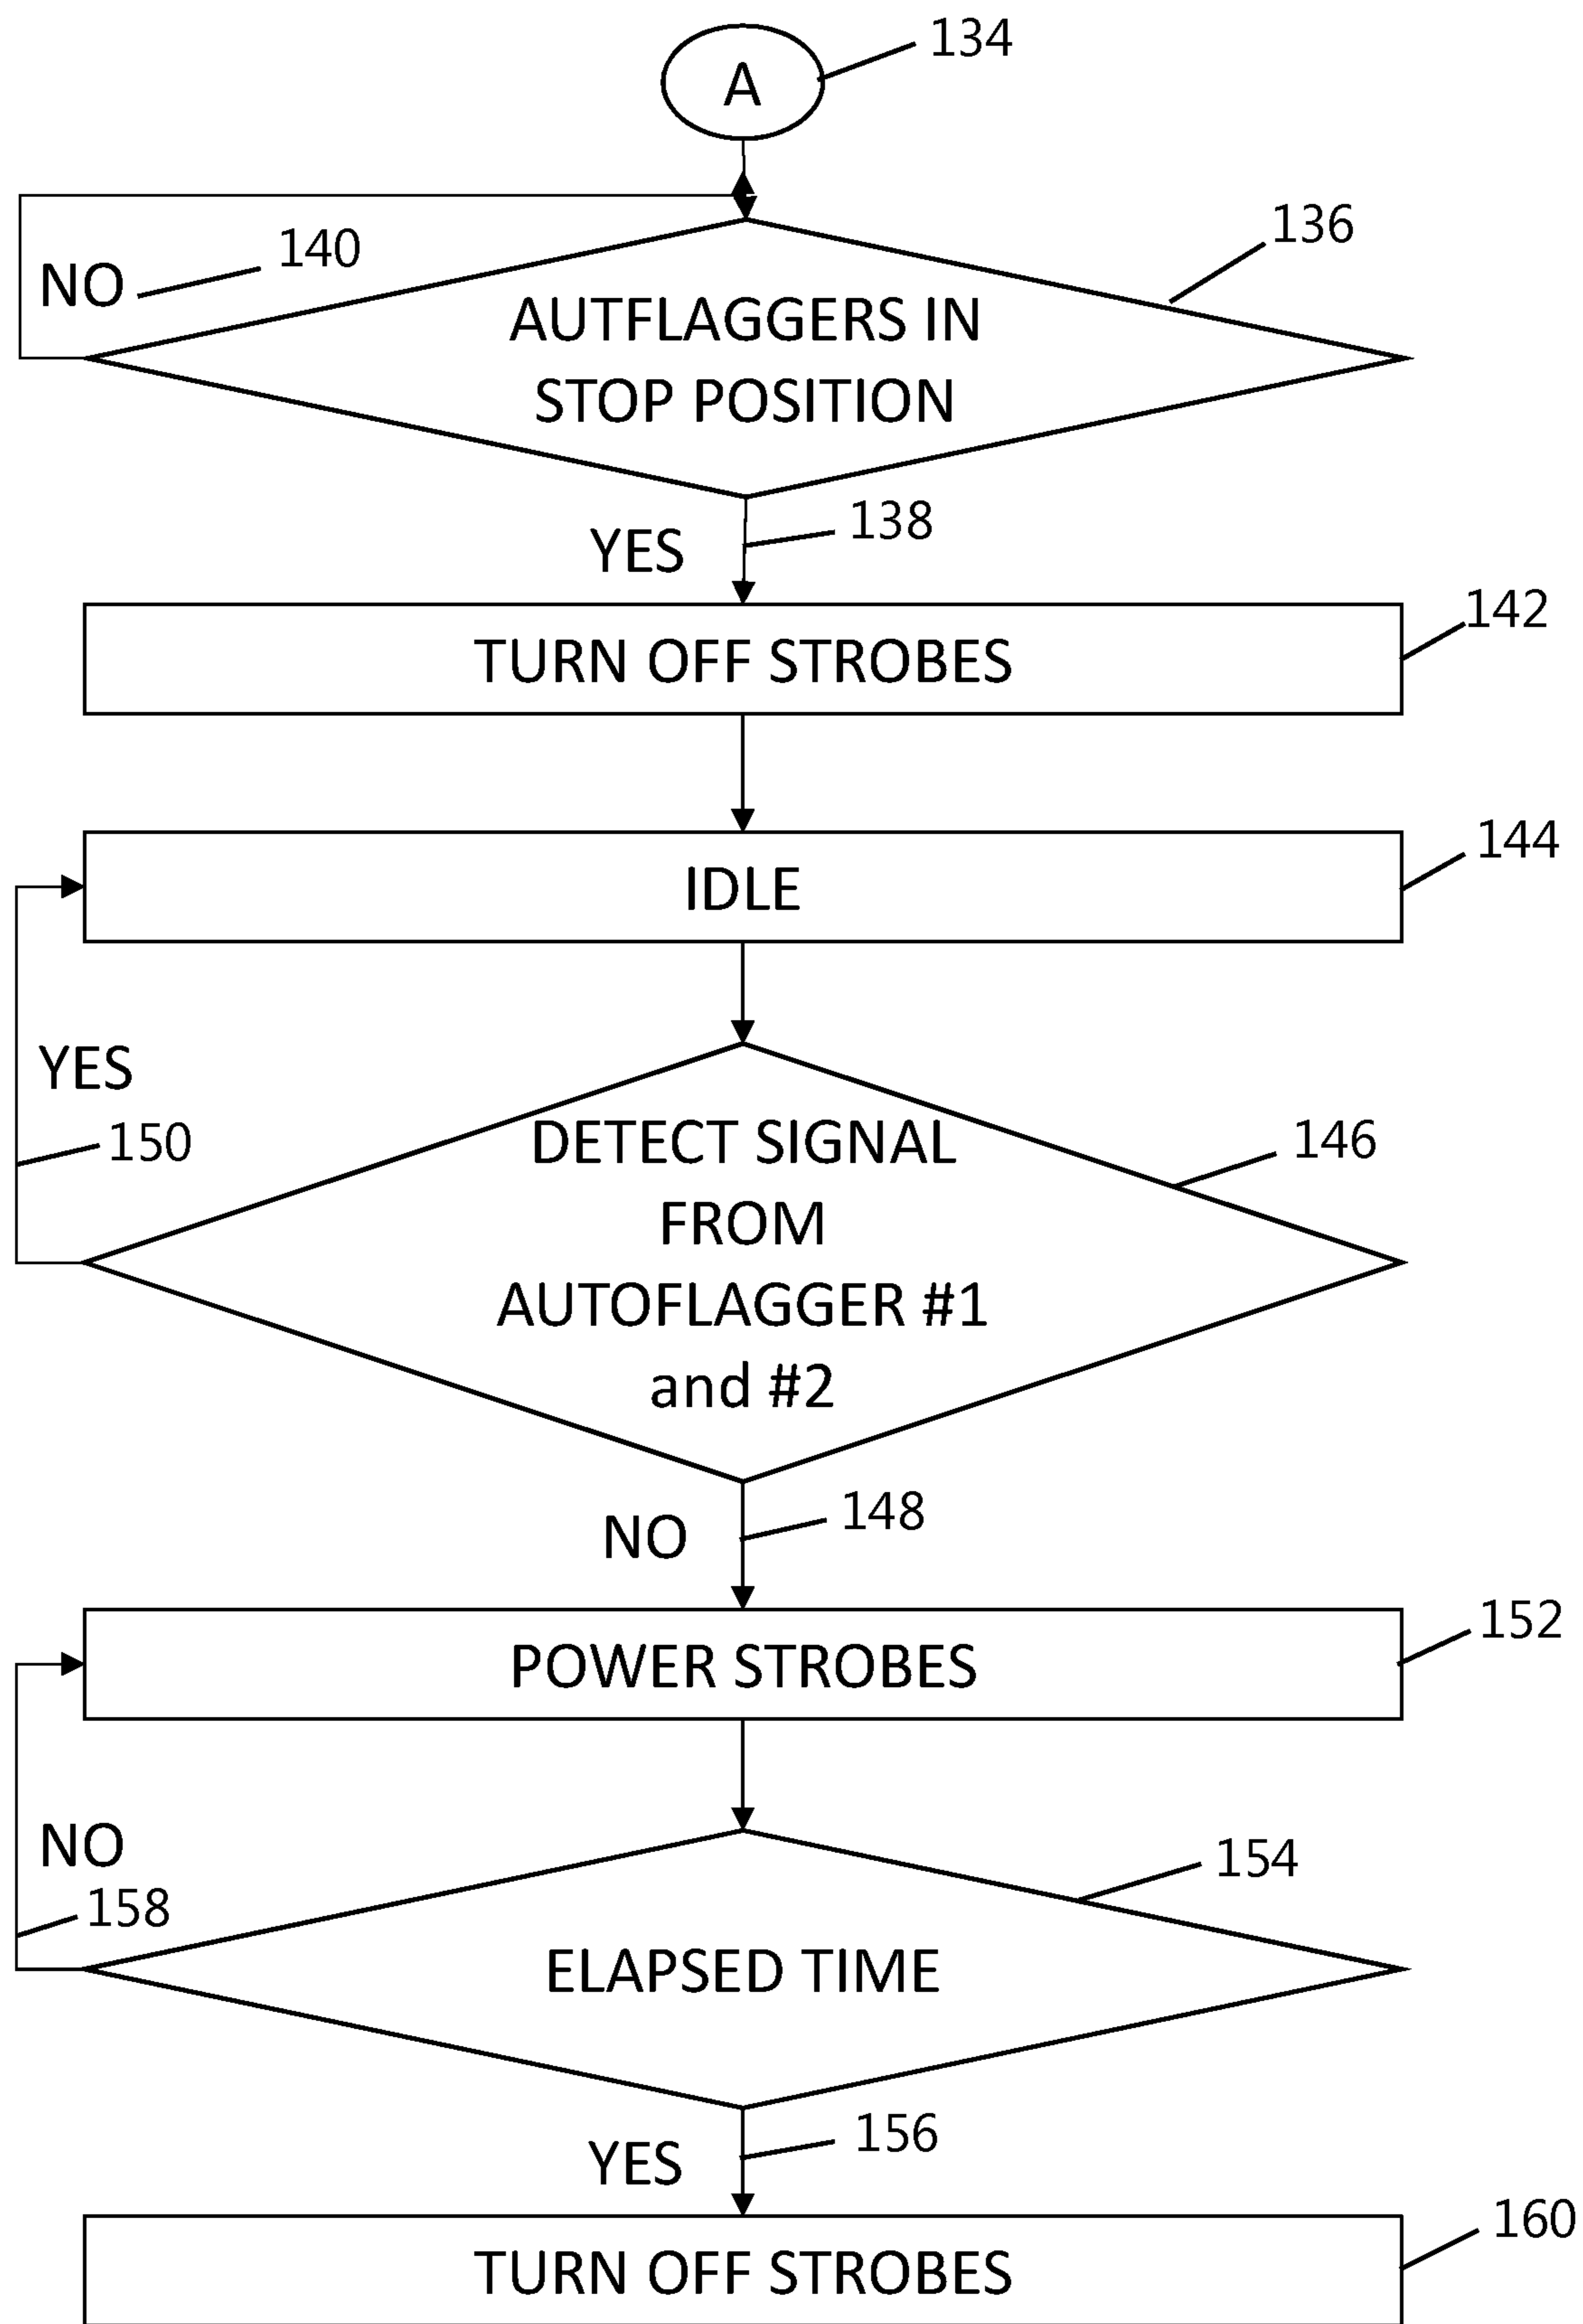 A
134
136
140
NO
AUTFLAGGERS IN
STOP POSITION
138
YES
142
TURN OFF STROBES
144
IDLE
YES
150
146
DETECT SIGNAL
FROM
AUTOFLAGGER #1
and #2
148
NO
152
POWER STROBES
NO
158
154
ELAPSED TIME
156
YES
160
TURN OFF STROBES